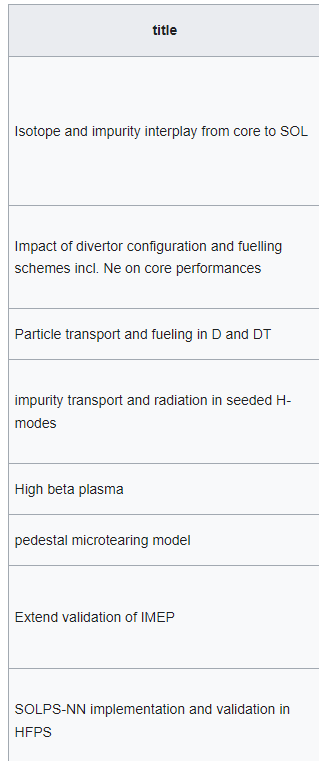 title
Isotope and impurity interplay from core to SOL
Impact of divertor configuration and fuelling
schemes incl. Ne on core performances
Particle transport and fueling in D and DT
impurity transport and radiation in seeded H-
modes
High beta plasma
pedestal microtearing model
Extend validation of IMEP
SOLPS-NN implementation and validation in
HFPS